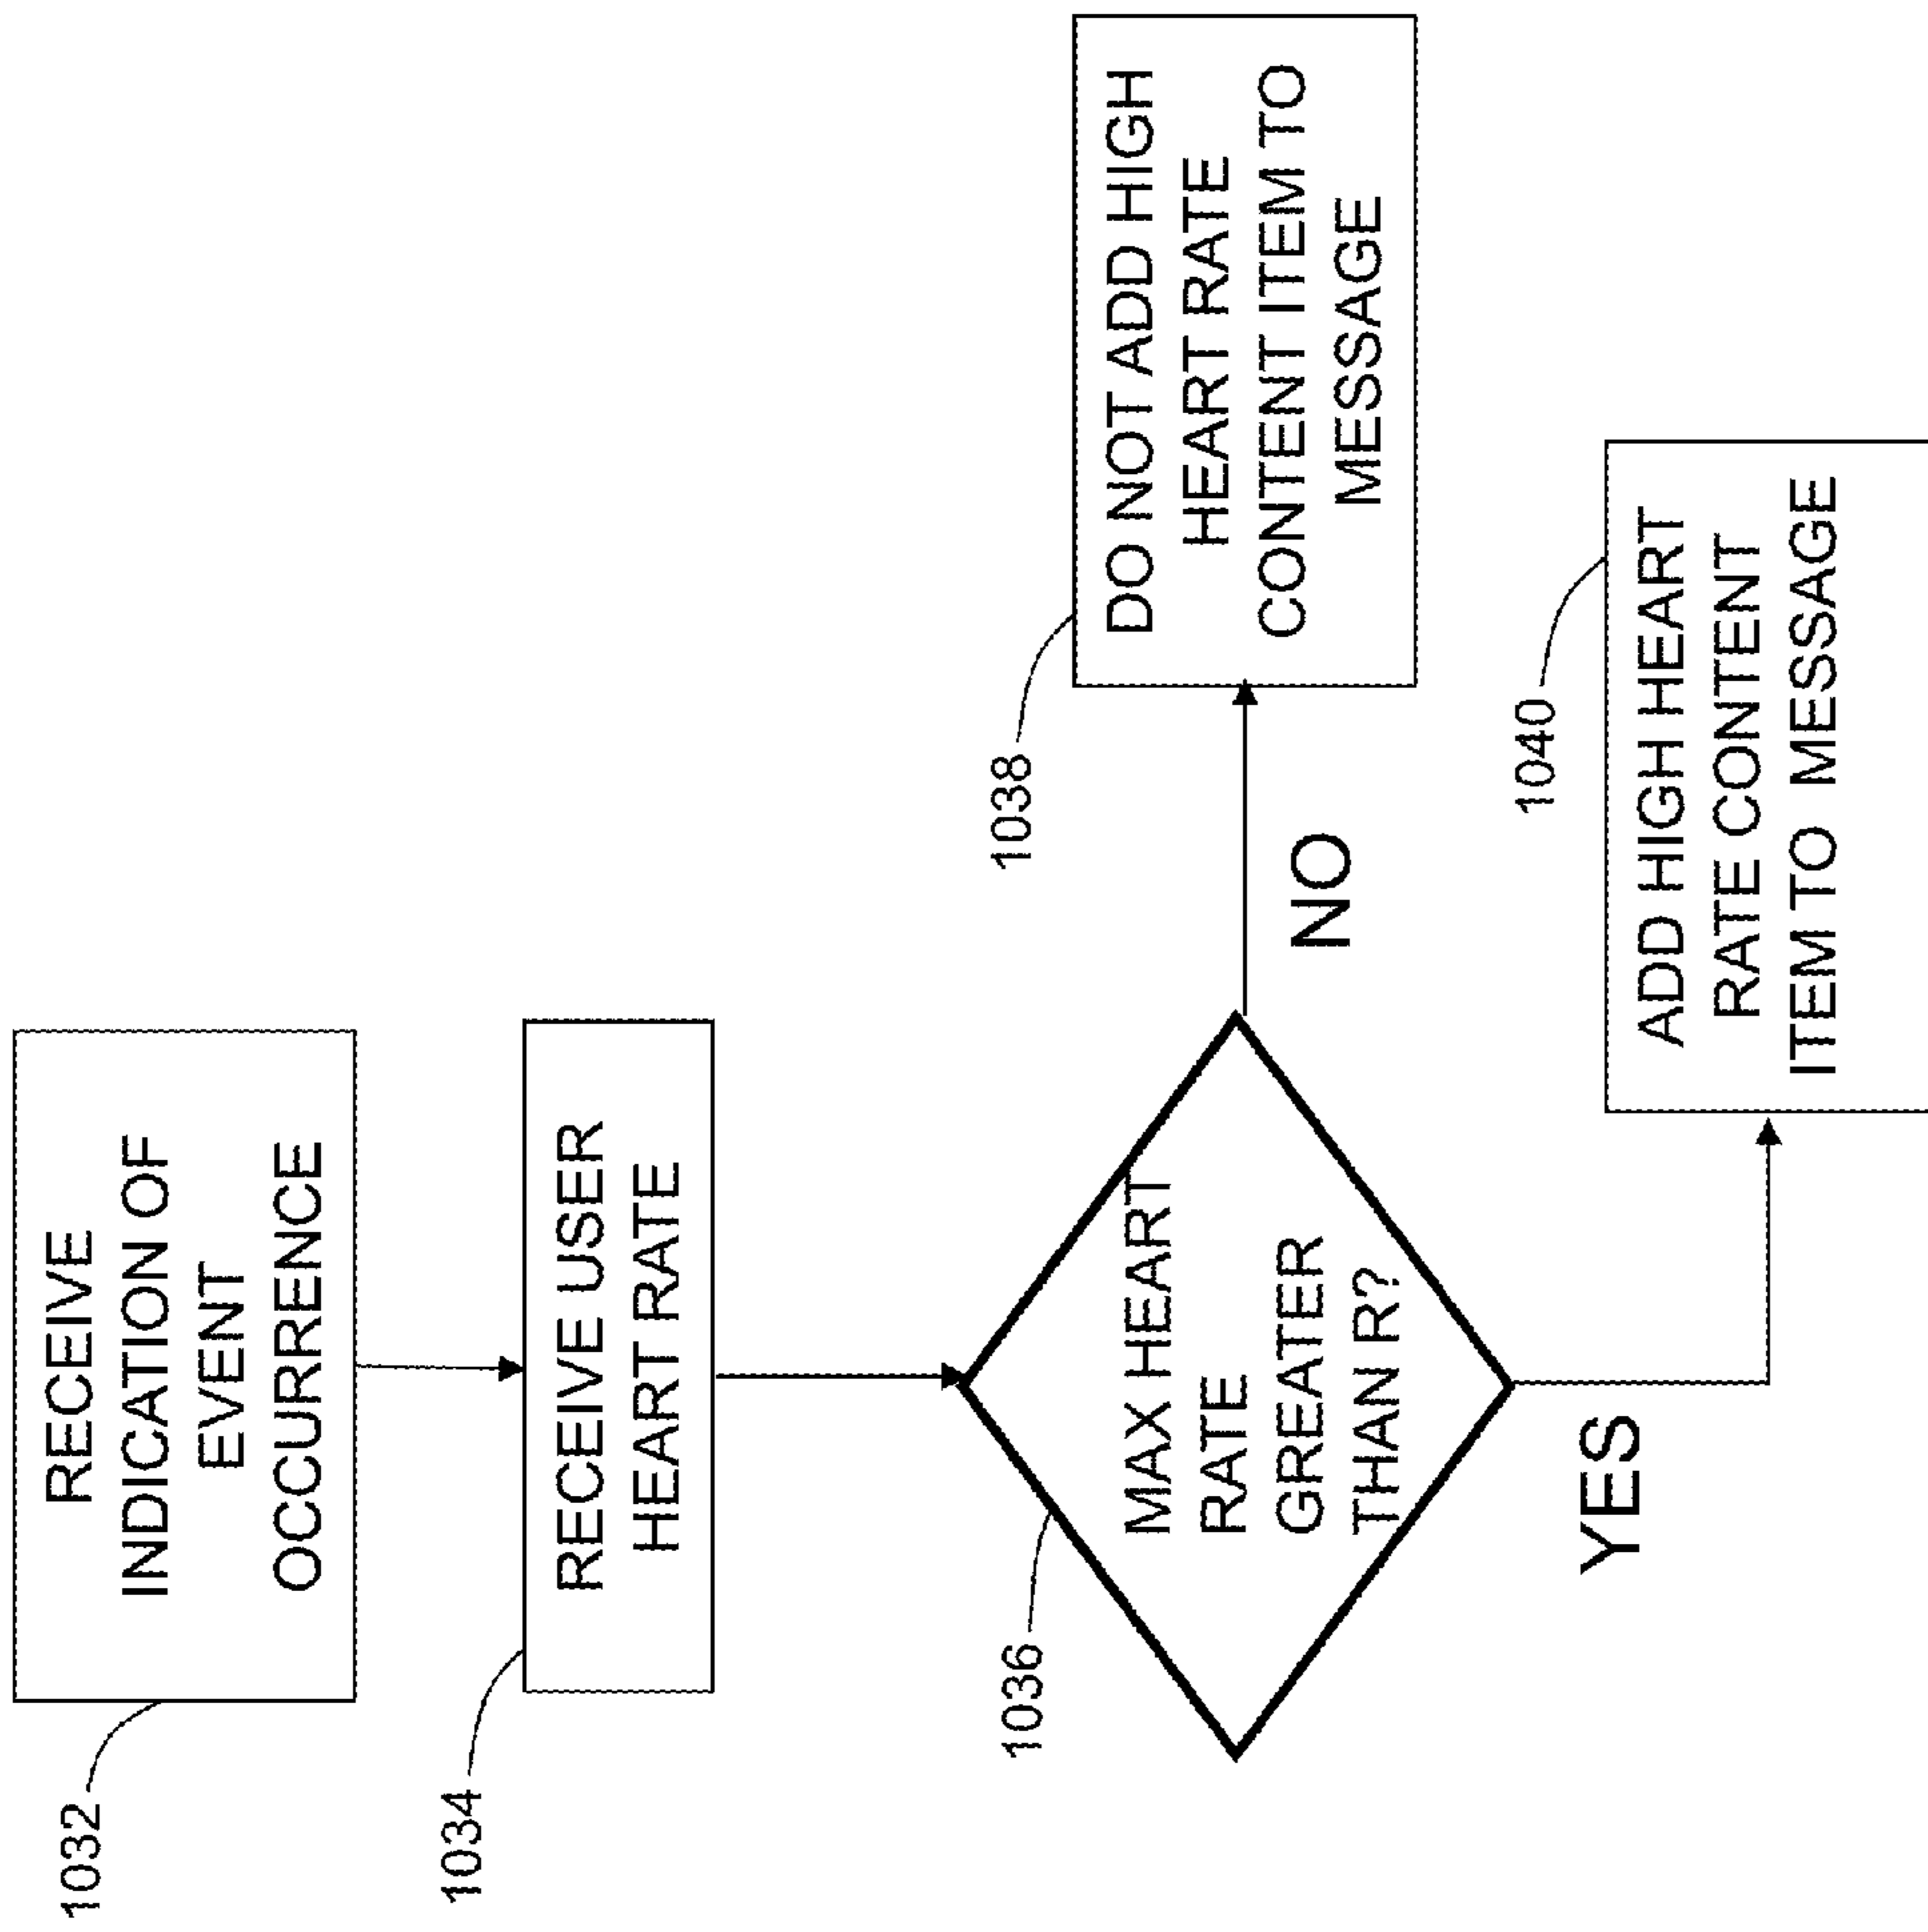 1032
RECEIVE
INDICATION OF
EVENT
OCCURRENCE
1034
RECEIVE USER
HEART RATE
1036
MAX HEART
RATE
GREATER
THAN R?
NO
1038
DO NOT ADD HIGH
HEART RATE
CONTENT ITEM TO
MESSAGE
YES
1040
ADD HIGH HEART
RATE CONTENT
ITEM TO MESSAGE